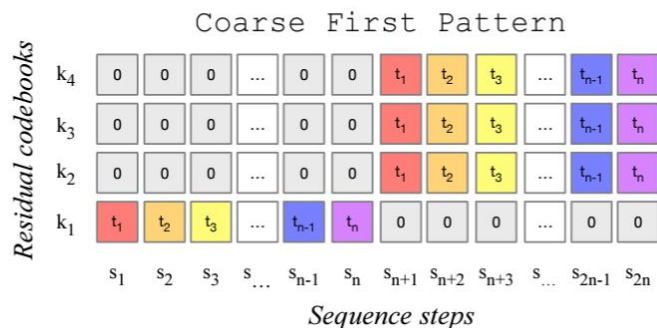 Coarse First Pattern
Residual codebooks
k4 0 0 0 ... 0 0 t1 t2 t3 ... tn-1 tn
k3 0 0 0 ... 0 0 t1 t2 t3 ... tn-1 tn
k2 0 0 0 ... 0 0 t1 t2 t3 ... tn-1 tn
k1 t1 t2 t3 ... tn-1 tn 0 0 0 ... 0 0
s1 s2 s3 s... sn-1 sn sn+1 sn+2 sn+3 s... s2n-1 s2n
Sequence steps